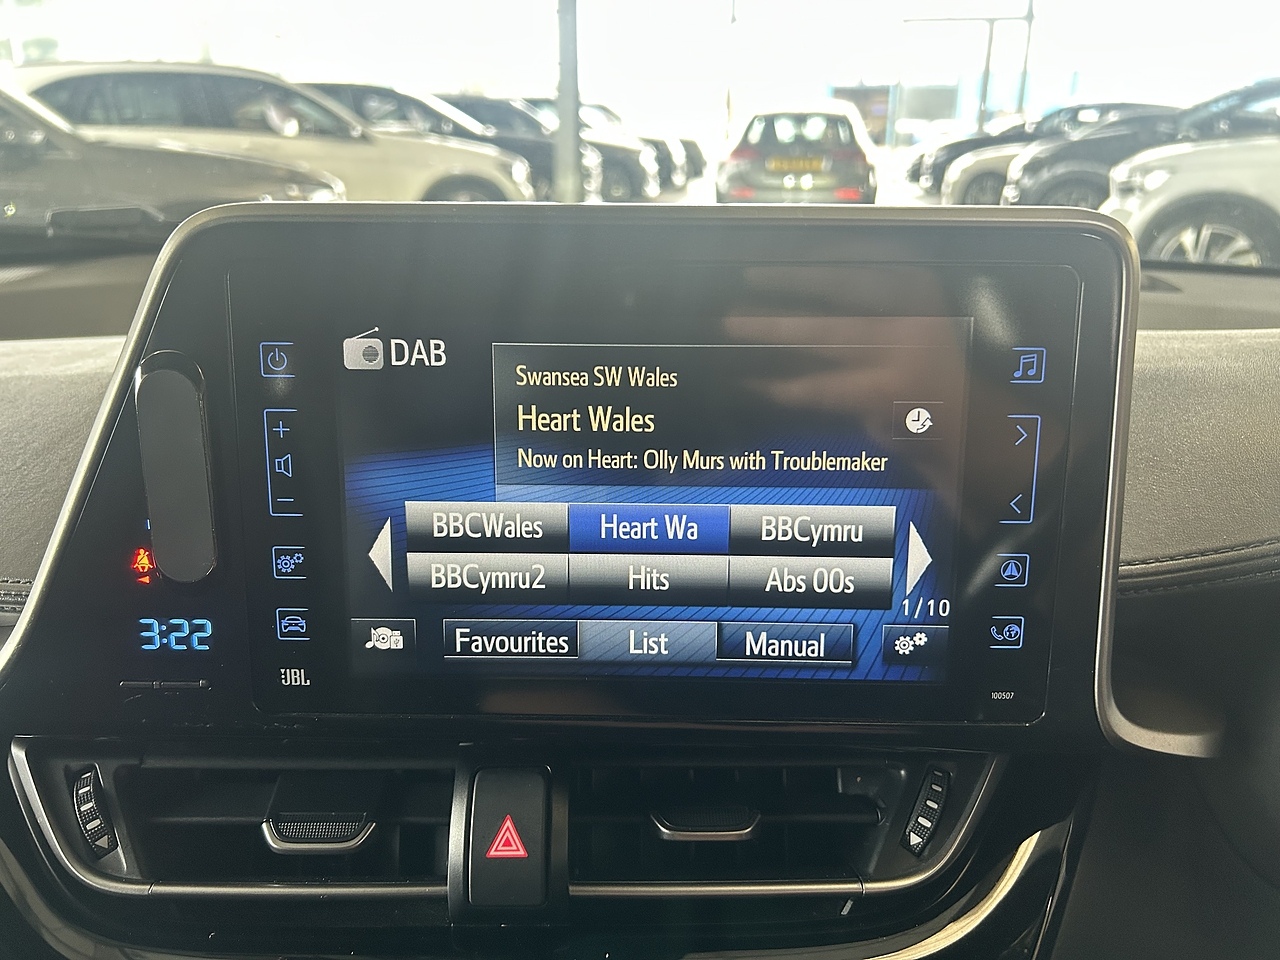 DAB
Swansea SW Wales
Heart Wales
Now on Heart: Olly Murs with Troublemaker
BBCWales Heart Wa BBCymru
BBCymru2 Hits Abs 00s
1/10
Favourites List Manual
3:22
JBL
100507